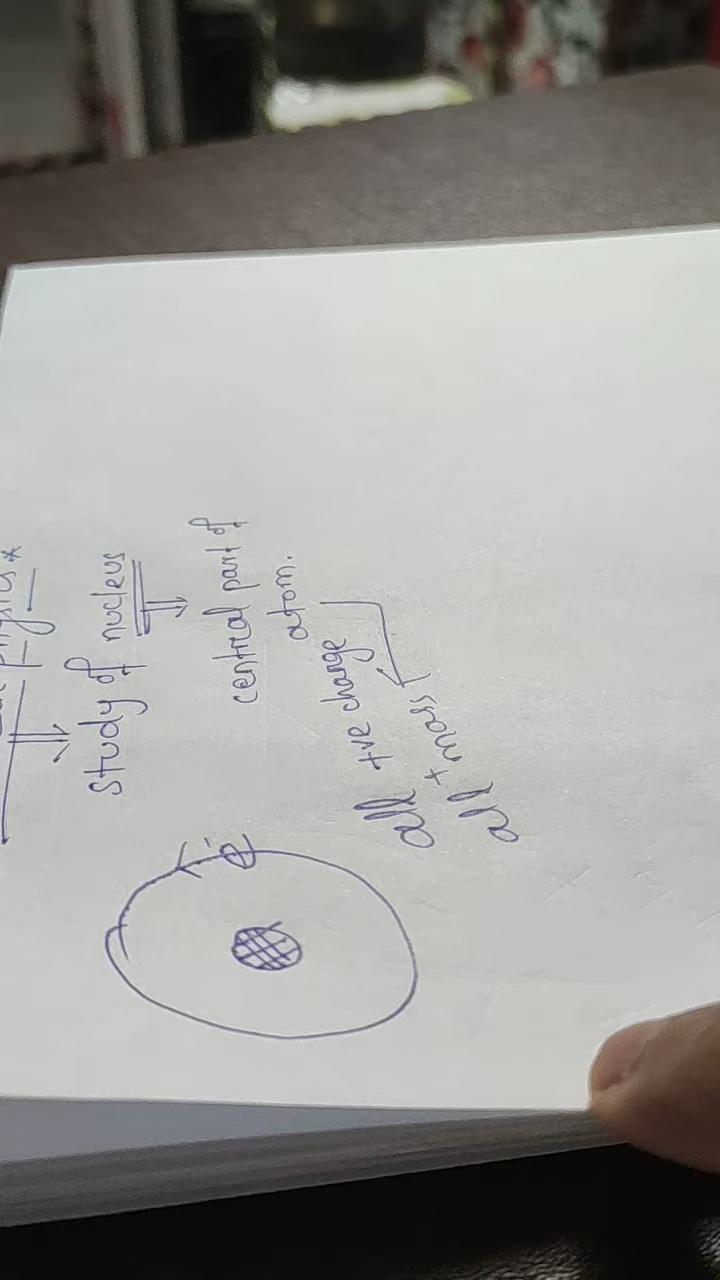 physics *
study of nucleus
central part of
atom.
all +ve charge
+
all mass
e